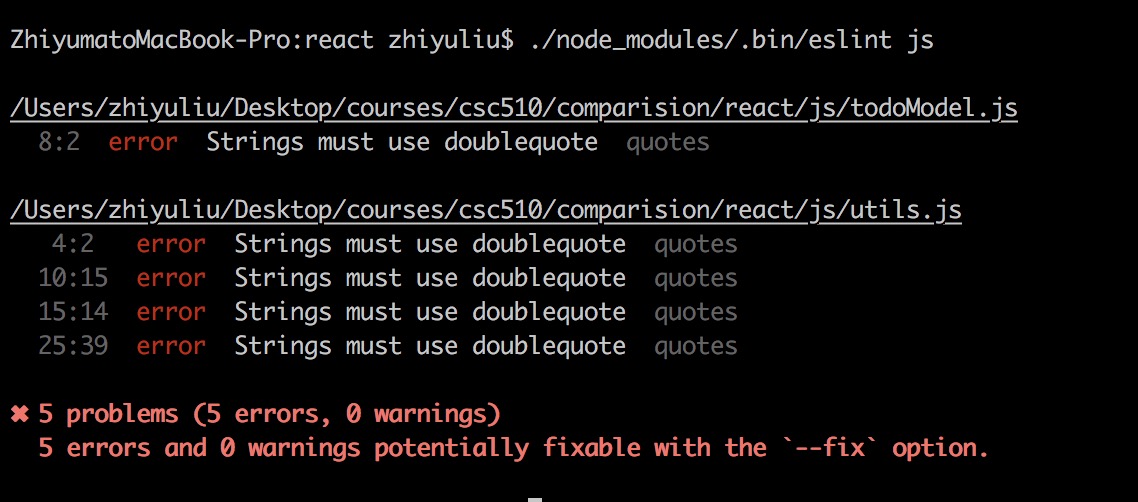 ZhiyumatoMacBook-Pro:react zhiyuliu$ ./node_modules/.bin/eslint js
/Users/zhiyuliu/Desktop/courses/csc510/comparision/react/js/todoModel.js
8:2 error Strings must use doublequote quotes
/Users/zhiyuliu/Desktop/courses/csc510/comparision/react/js/utils.js
4:2 error Strings must use doublequote quotes
10:15 error Strings must use doublequote quotes
15:14 error Strings must use doublequote quotes
25:39 error Strings must use doublequote quotes
✖ 5 problems (5 errors, 0 warnings)
5 errors and 0 warnings potentially fixable with the `--fix` option.